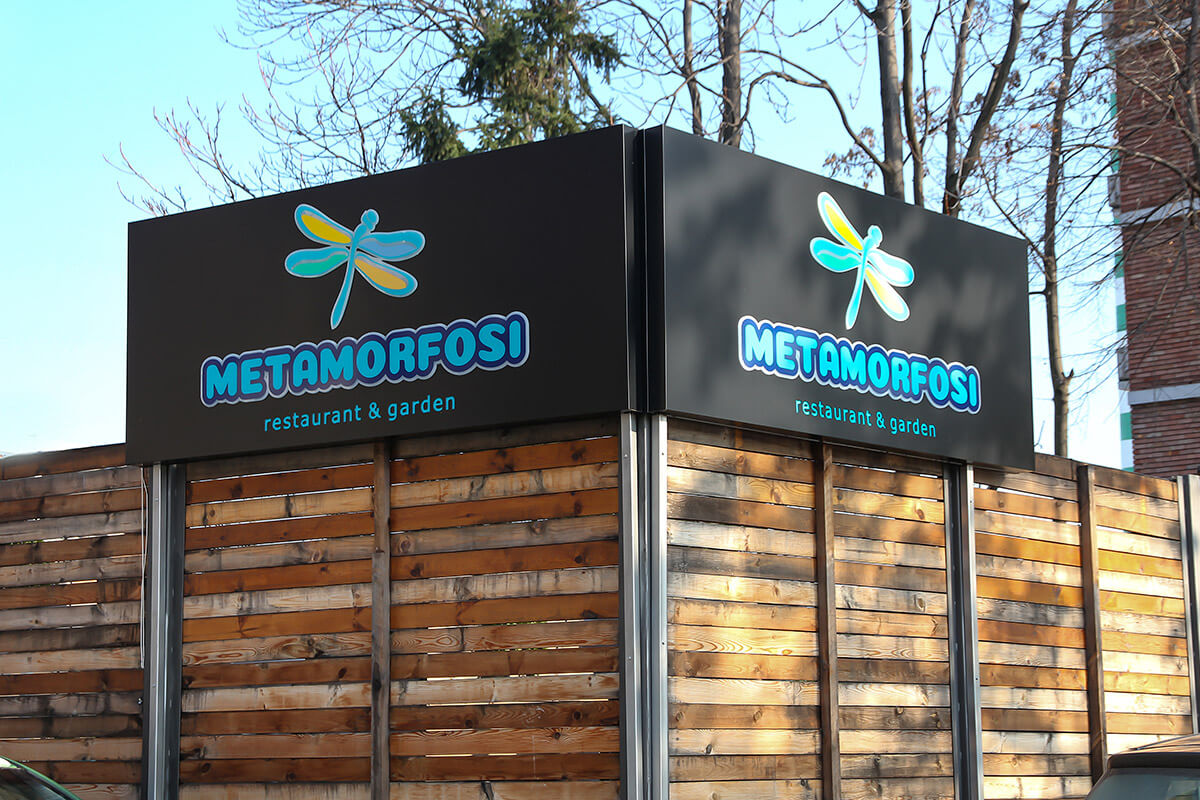 METAMORFOSI
restaurant & garden
METAMORFOSI
restaurant & garden